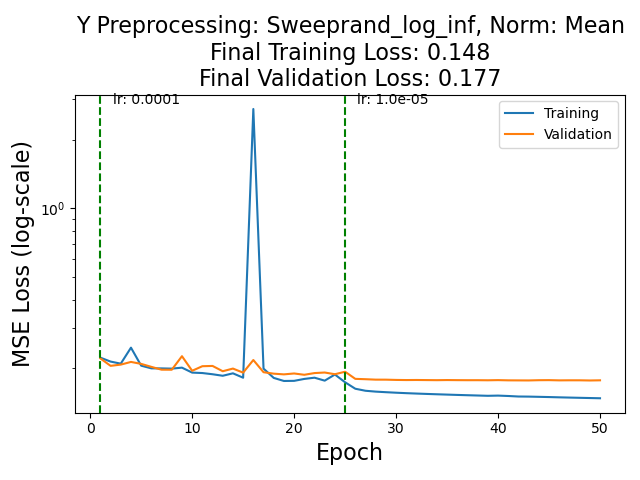 Y Preprocessing: Sweeprand_log_inf, Norm: Mean
Final Training Loss: 0.148
Final Validation Loss: 0.177
lr: 0.0001
lr: 1.0e-05
Training
Validation
MSE Loss (log-scale)
10⁰
0
10
20
30
40
50
Epoch